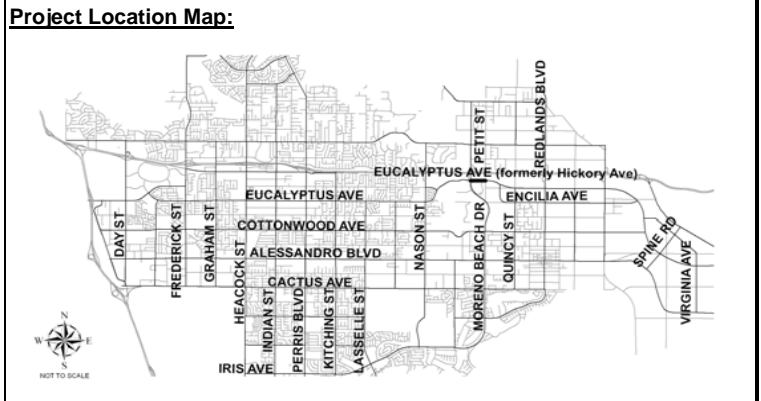 Project Location Map:
REDLANDS BLVD
PETIT ST
EUCALYPTUS AVE (formerly Hickory Ave)
EUCALYPTUS AVE
ENCILIA AVE
DAY ST
FREDERICK ST
GRAHAM ST
COTTONWOOD AVE
NASON ST
MORENO BEACH DR
QUINCY ST
SPINE RD
ALESSANDRO BLVD
HEACOCK ST
CACTUS AVE
VIRGINIA AVE
INDIAN ST
PERRIS BLVD
KITCHING ST
LASSELLE ST
N
W
E
S
NOT TO SCALE
IRIS AVE